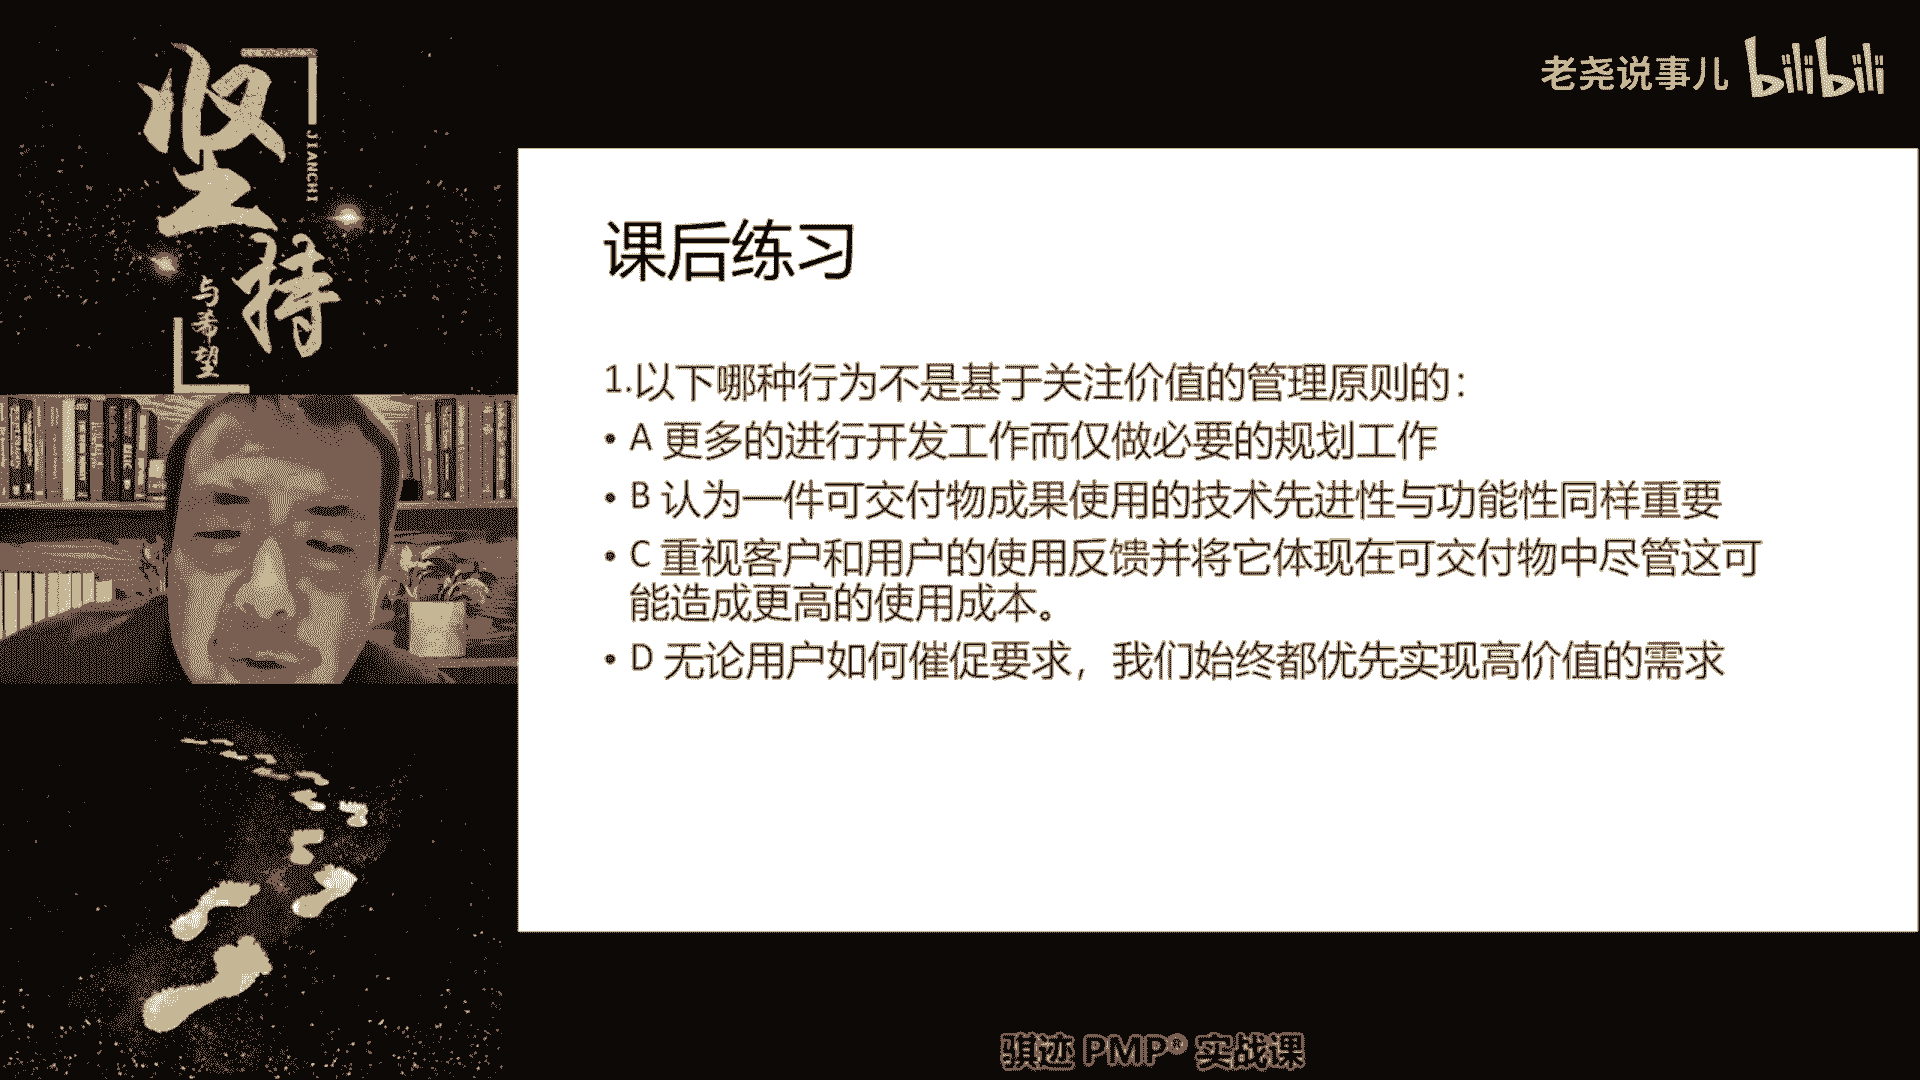 坚持
JIANCHI
与希望
老尧说事儿 bilibili
课后练习
1.以下哪种行为不是基于关注价值的管理原则的：
• A 更多的进行开发工作而仅做必要的规划工作
• B 认为一件可交付物成果使用的技术先进性与功能性同样重要
• C 重视客户和用户的使用反馈并将它体现在可交付物中尽管这可
能造成更高的使用成本。
• D 无论用户如何催促要求，我们始终都优先实现高价值的需求
骐迹 PMP® 实战课